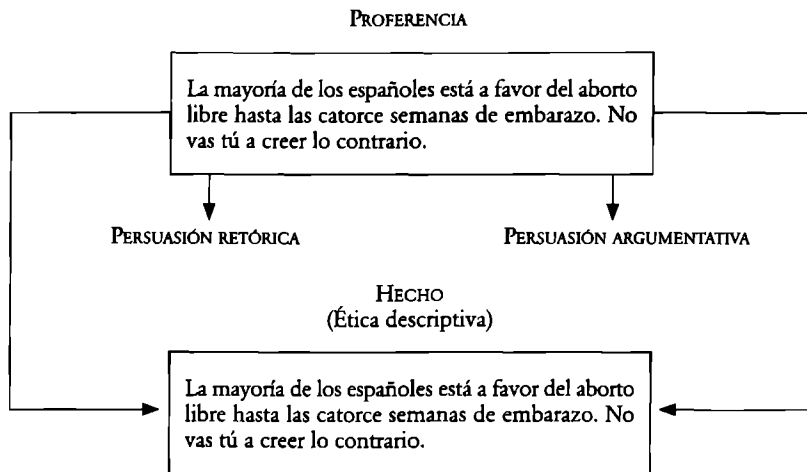 PROFERENCIA
La mayoría de los españoles está a favor del aborto
libre hasta las catorce semanas de embarazo. No
vas tú a creer lo contrario.
PERSUASIÓN RETÓRICA
PERSUASIÓN ARGUMENTATIVA
HECHO
(Ética descriptiva)
La mayoría de los españoles está a favor del aborto
libre hasta las catorce semanas de embarazo. No
vas tú a creer lo contrario.